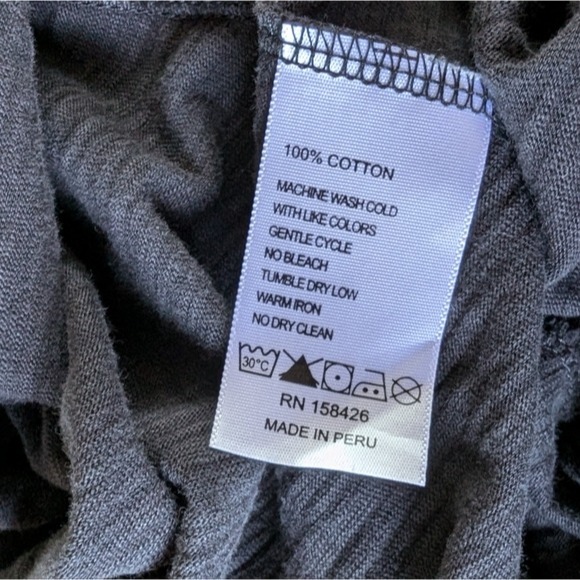 100% COTTON
MACHINE WASH COLD
WITH LIKE COLORS
GENTLE CYCLE
NO BLEACH
TUMBLE DRY LOW
WARM IRON
NO DRY CLEAN
30°C
RN 158426
MADE IN PERU